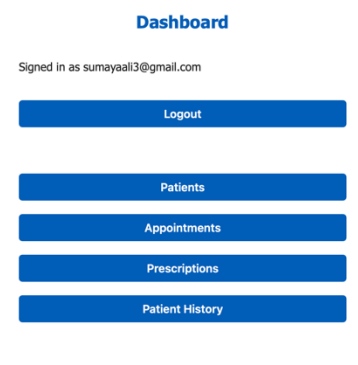 Dashboard
Signed in as sumayaali3@gmail.com
Logout
Patients
Appointments
Prescriptions
Patient History